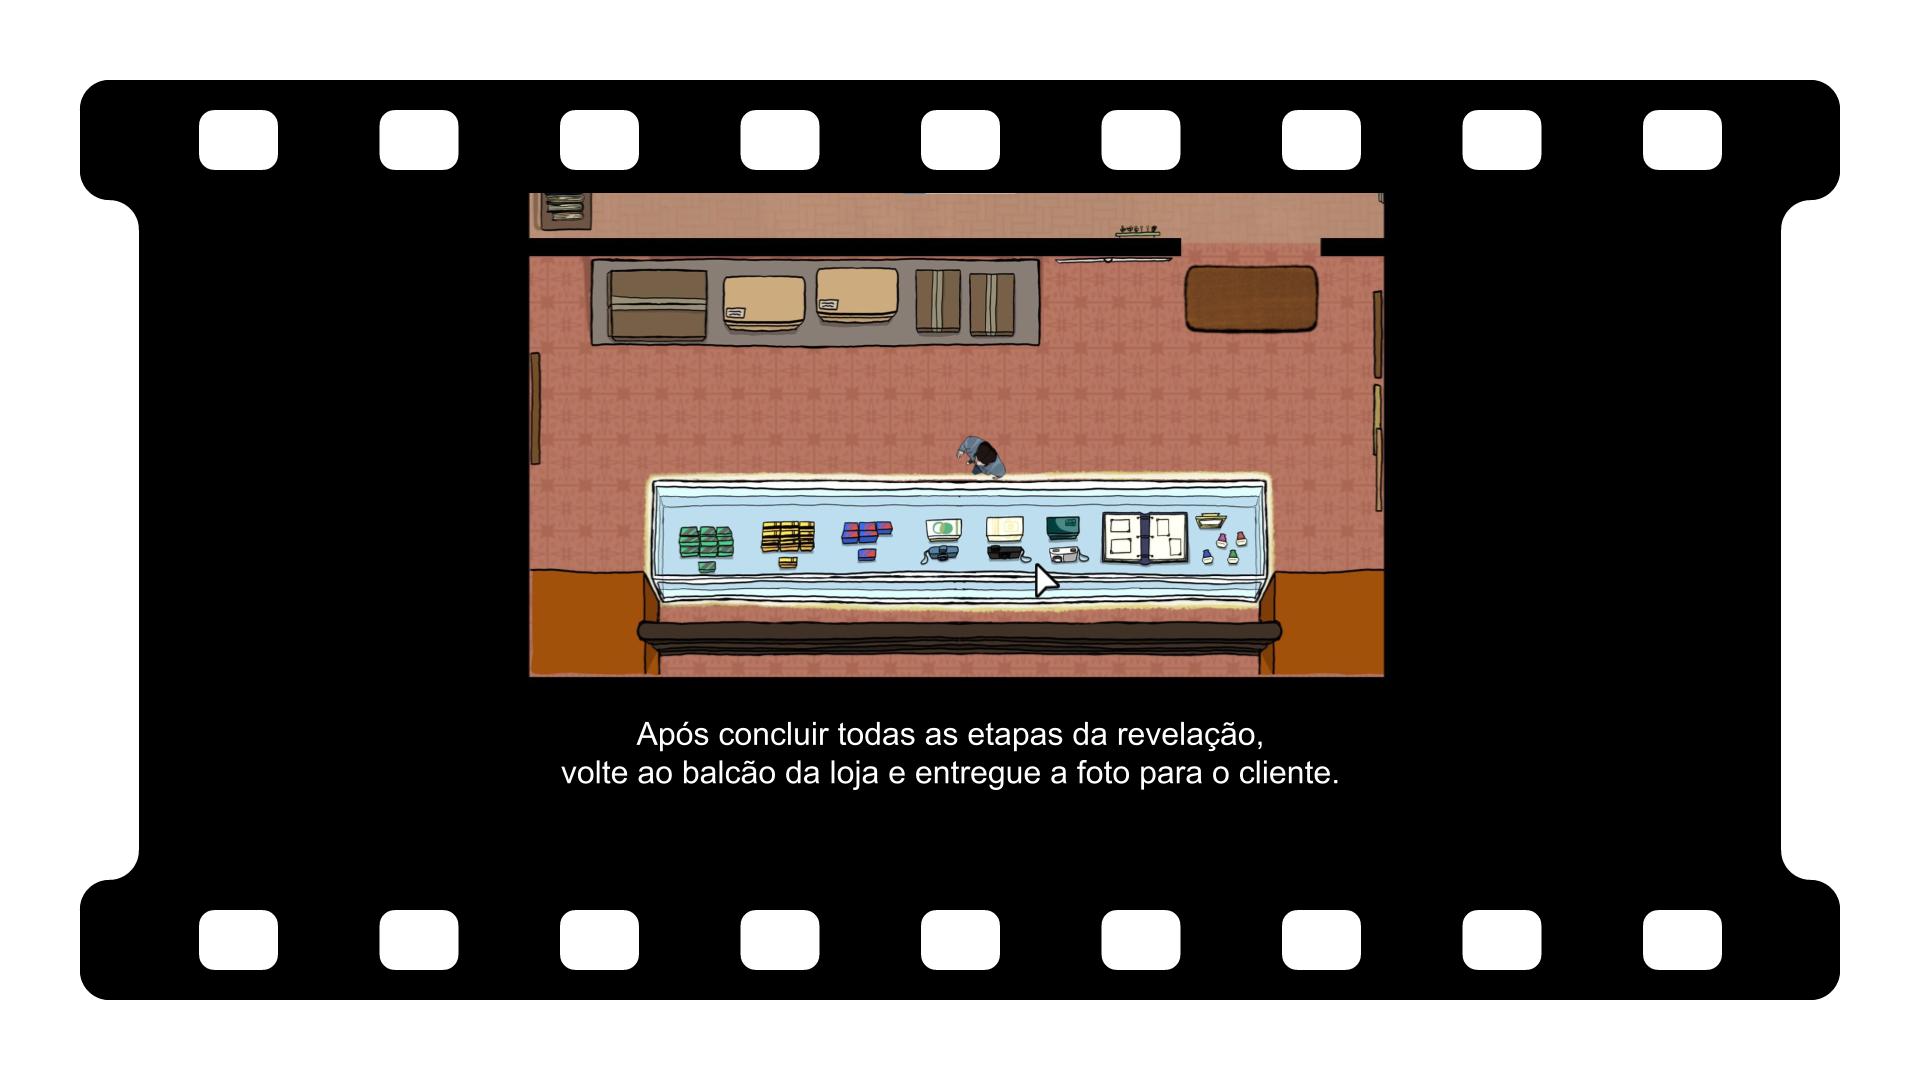 Após concluir todas as etapas da revelação,
volte ao balcão da loja e entregue a foto para o cliente.